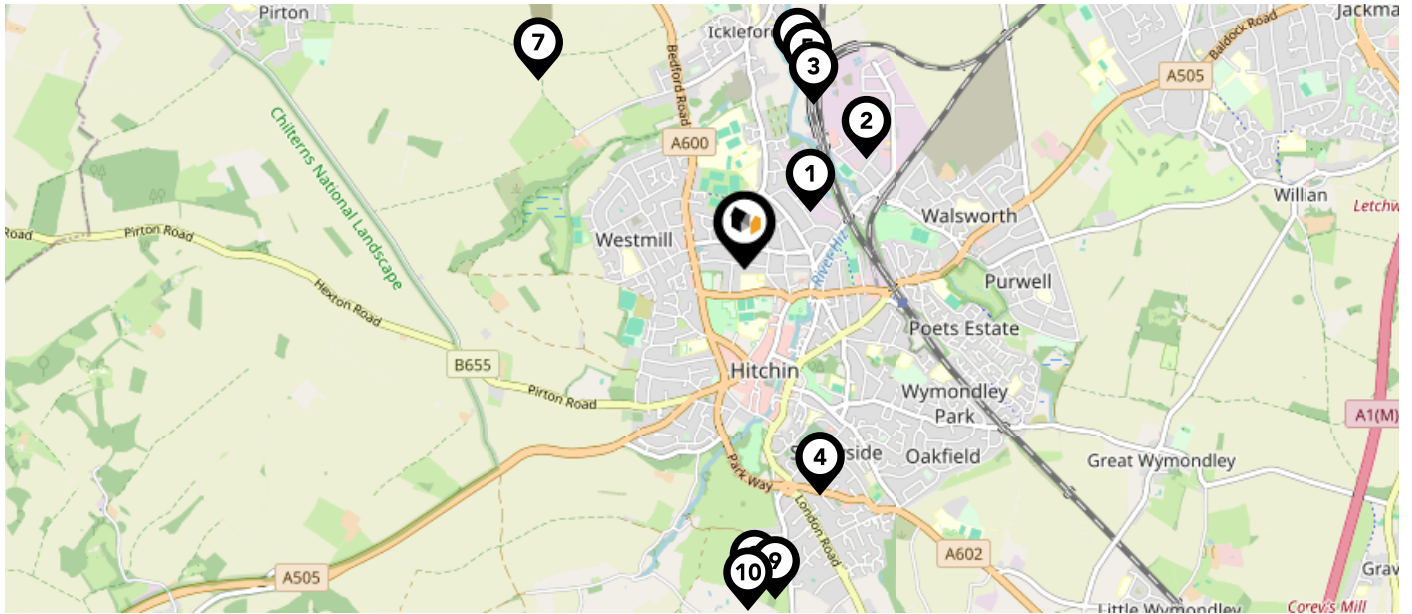 Pirton
Jackma
Ickleford
Baldock Road
7
3
A505
Bedford Road
2
Chilterns National Landscape
A600
1
Willan
Letchw
Walsworth
Road
Pirton Road
Westmill
River Hiz
Purwell
Hexton Road
Poets Estate
B655
Hitchin
Pirton Road
Wymondley
Park
A1(M)
4
Oakfield
Great Wymondley
Park Way
London Road
9
10
A602
A505
Grav
Little Wymondley
Corey's Mill